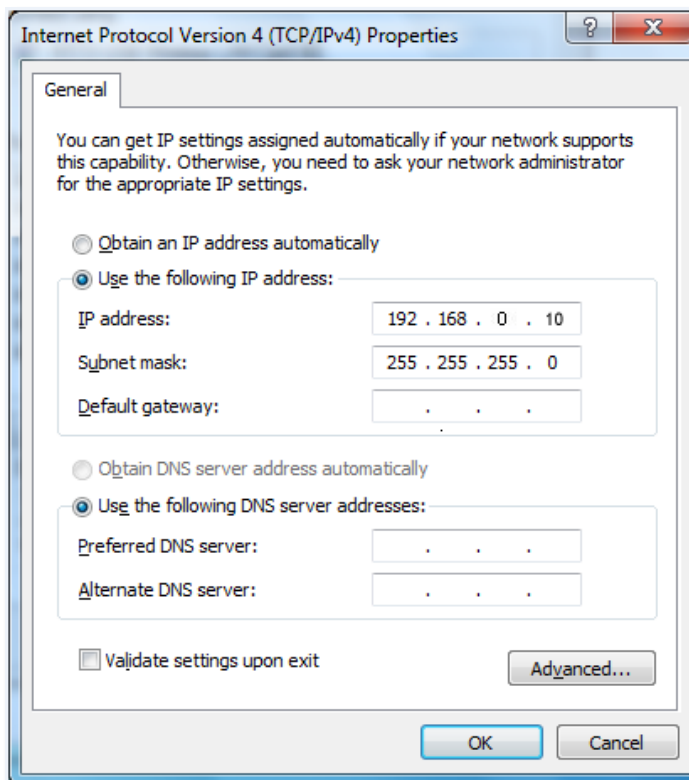 Internet Protocol Version 4 (TCP/IPv4) Properties
General
You can get IP settings assigned automatically if your network supports
this capability. Otherwise, you need to ask your network administrator
for the appropriate IP settings.
Obtain an IP address automatically
Use the following IP address:
IP address: 192 . 168 . 0 . 10
Subnet mask: 255 . 255 . 255 . 0
Default gateway: . . .
Obtain DNS server address automatically
Use the following DNS server addresses:
Preferred DNS server: . . .
Alternate DNS server: . . .
Validate settings upon exit
Advanced...
OK Cancel